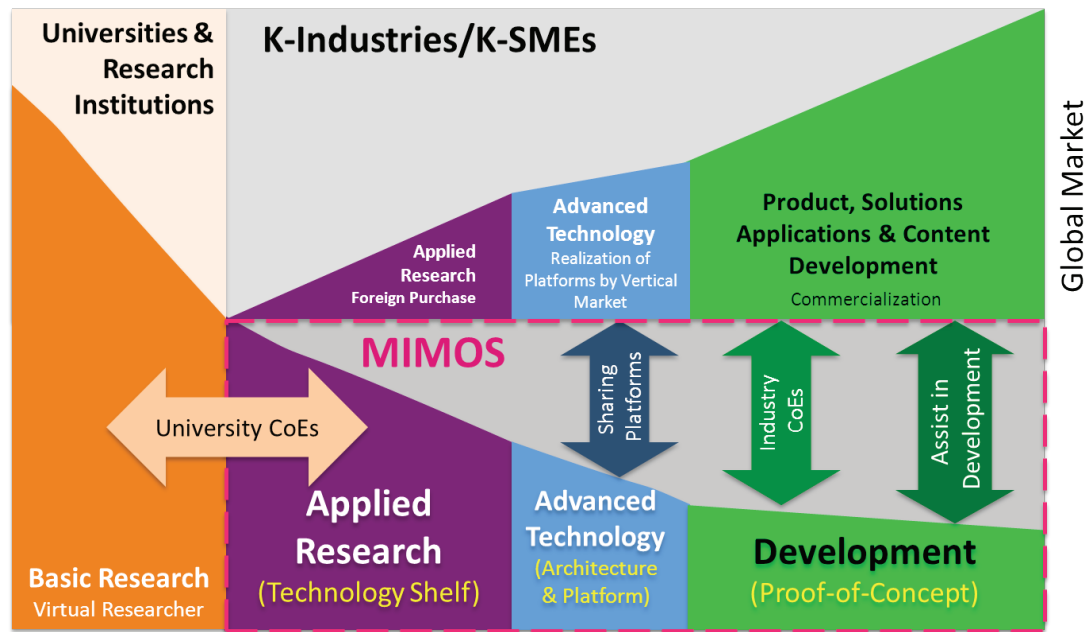 Universities &
Research
Institutions
K-Industries/K-SMEs
Global Market
Applied
Research
Foreign Purchase
Advanced
Technology
Realization of
Platforms by Vertical
Market
Product, Solutions
Applications & Content
Development
Commercialization
MIMOS
University CoEs
Sharing
Platforms
Industry
CoEs
Assist in
Development
Basic Research
Virtual Researcher
Applied
Research
(Technology Shelf)
Advanced
Technology
(Architecture
& Platform)
Development
(Proof-of-Concept)